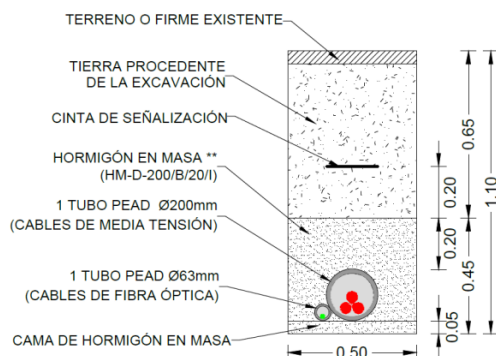 TERRENO O FIRME EXISTENTE
TIERRA PROCEDENTE
DE LA EXCAVACIÓN
CINTA DE SEÑALIZACIÓN
HORMIGÓN EN MASA **
(HM-D-200/B/20/I)
1 TUBO PEAD Ø200mm
(CABLES DE MEDIA TENSIÓN)
1 TUBO PEAD Ø63mm
(CABLES DE FIBRA ÓPTICA)
CAMA DE HORMIGÓN EN MASA
0.20
0.20
0.05
0.65
0.45
1.10
0.50